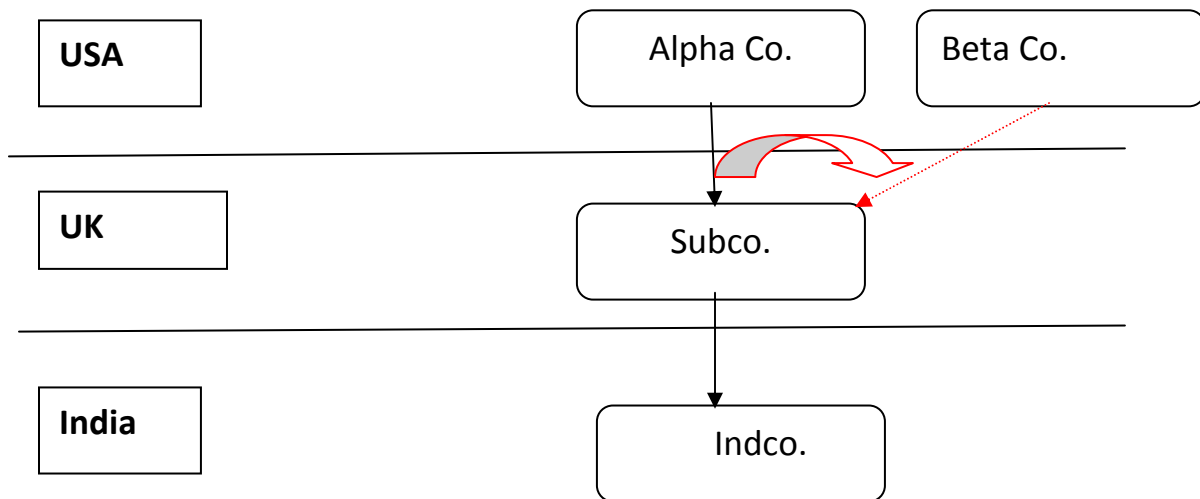 USA
Alpha Co.
Beta Co.
UK
Subco.
India
Indco.